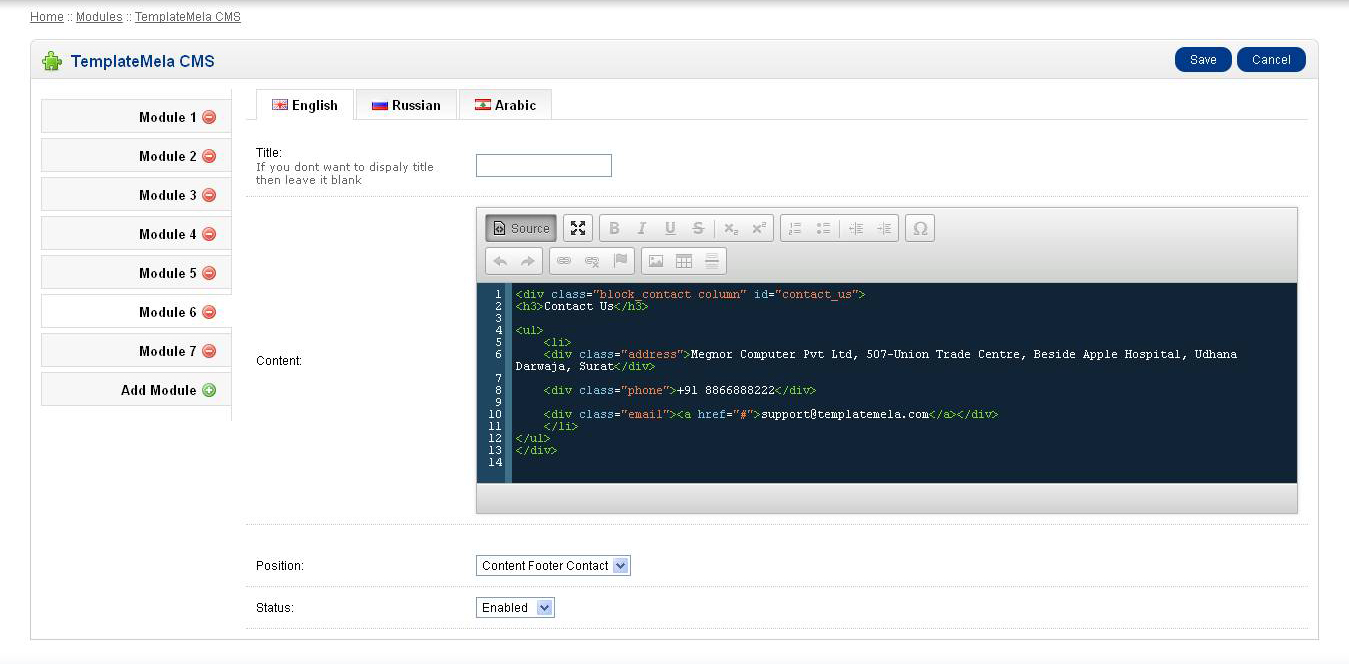 Home :: Modules :: TemplateMela CMS
TemplateMela CMS
Save
Cancel
Module 1
Module 2
Module 3
Module 4
Module 5
Module 6
Module 7
Add Module
English
Russian
Arabic
Title:
If you dont want to dispaly title
then leave it blank
Content:
Source
B I U S x₂ x²
Ω
1 <div class="block_contact column" id="contact_us">
2 <h3>Contact Us</h3>
3
4 <ul>
5     <li>
6     <div class="address">Megnor Computer Pvt Ltd, 507-Union Trade Centre, Beside Apple Hospital, Udhana
Darwaja, Surat</div>
7
8     <div class="phone">+91 8866888222</div>
9
10     <div class="email"><a href="#">support@templatemela.com</a></div>
11     </li>
12 </ul>
13 </div>
14
Position:
Content Footer Contact
Status:
Enabled